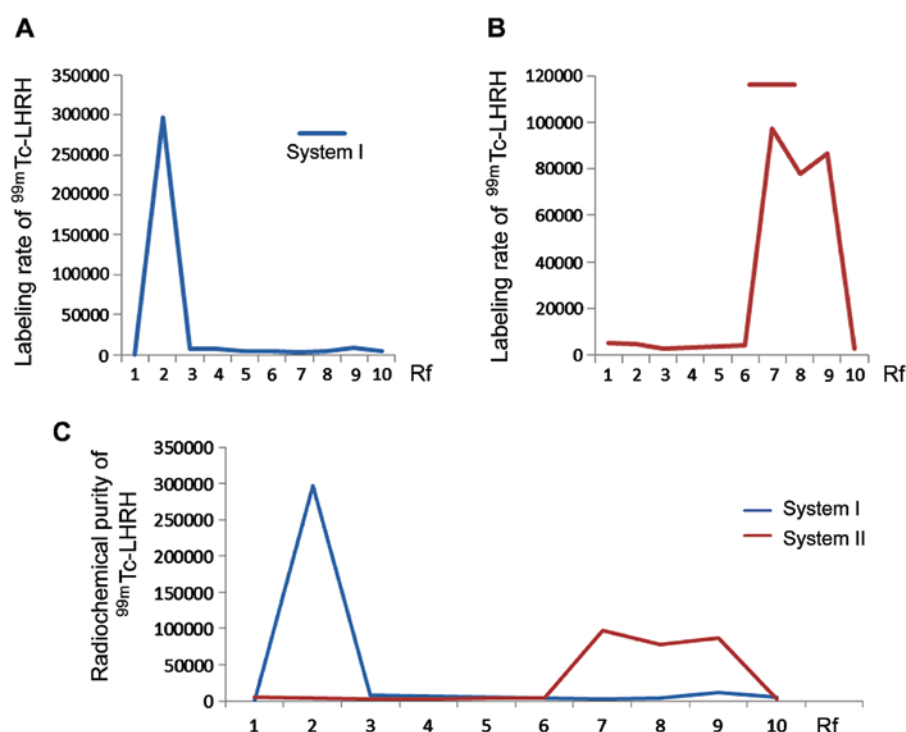 A
Labeling rate of ⁹⁹ᵐTc-LHRH
350000
300000
250000
200000
150000
100000
50000
0
1 2 3 4 5 6 7 8 9 10 Rf
System I
B
Labeling rate of ⁹⁹ᵐTc-LHRH
120000
100000
80000
60000
40000
20000
0
1 2 3 4 5 6 7 8 9 10 Rf
C
Radiochemical purity of
⁹⁹ᵐTc-LHRH
350000
300000
250000
200000
150000
100000
50000
0
1 2 3 4 5 6 7 8 9 10 Rf
System I
System II